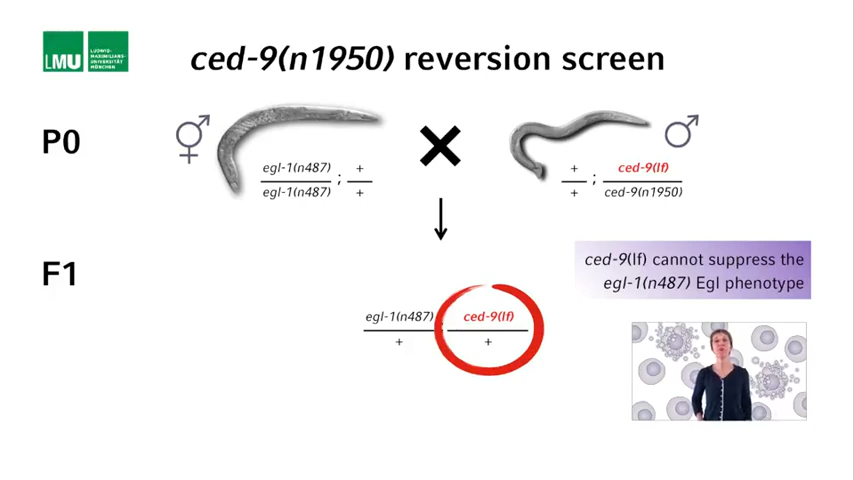 LMU
LUDWIG-
MAXIMILIANS-
UNIVERSITÄT
MÜNCHEN
ced-9(n1950) reversion screen
P0
egl-1(n487) ; +
egl-1(n487) +
+ ; ced-9(lf)
+ ced-9(n1950)
F1
ced-9(lf) cannot suppress the
egl-1(n487) Egl phenotype
egl-1(n487) ced-9(lf)
+ +